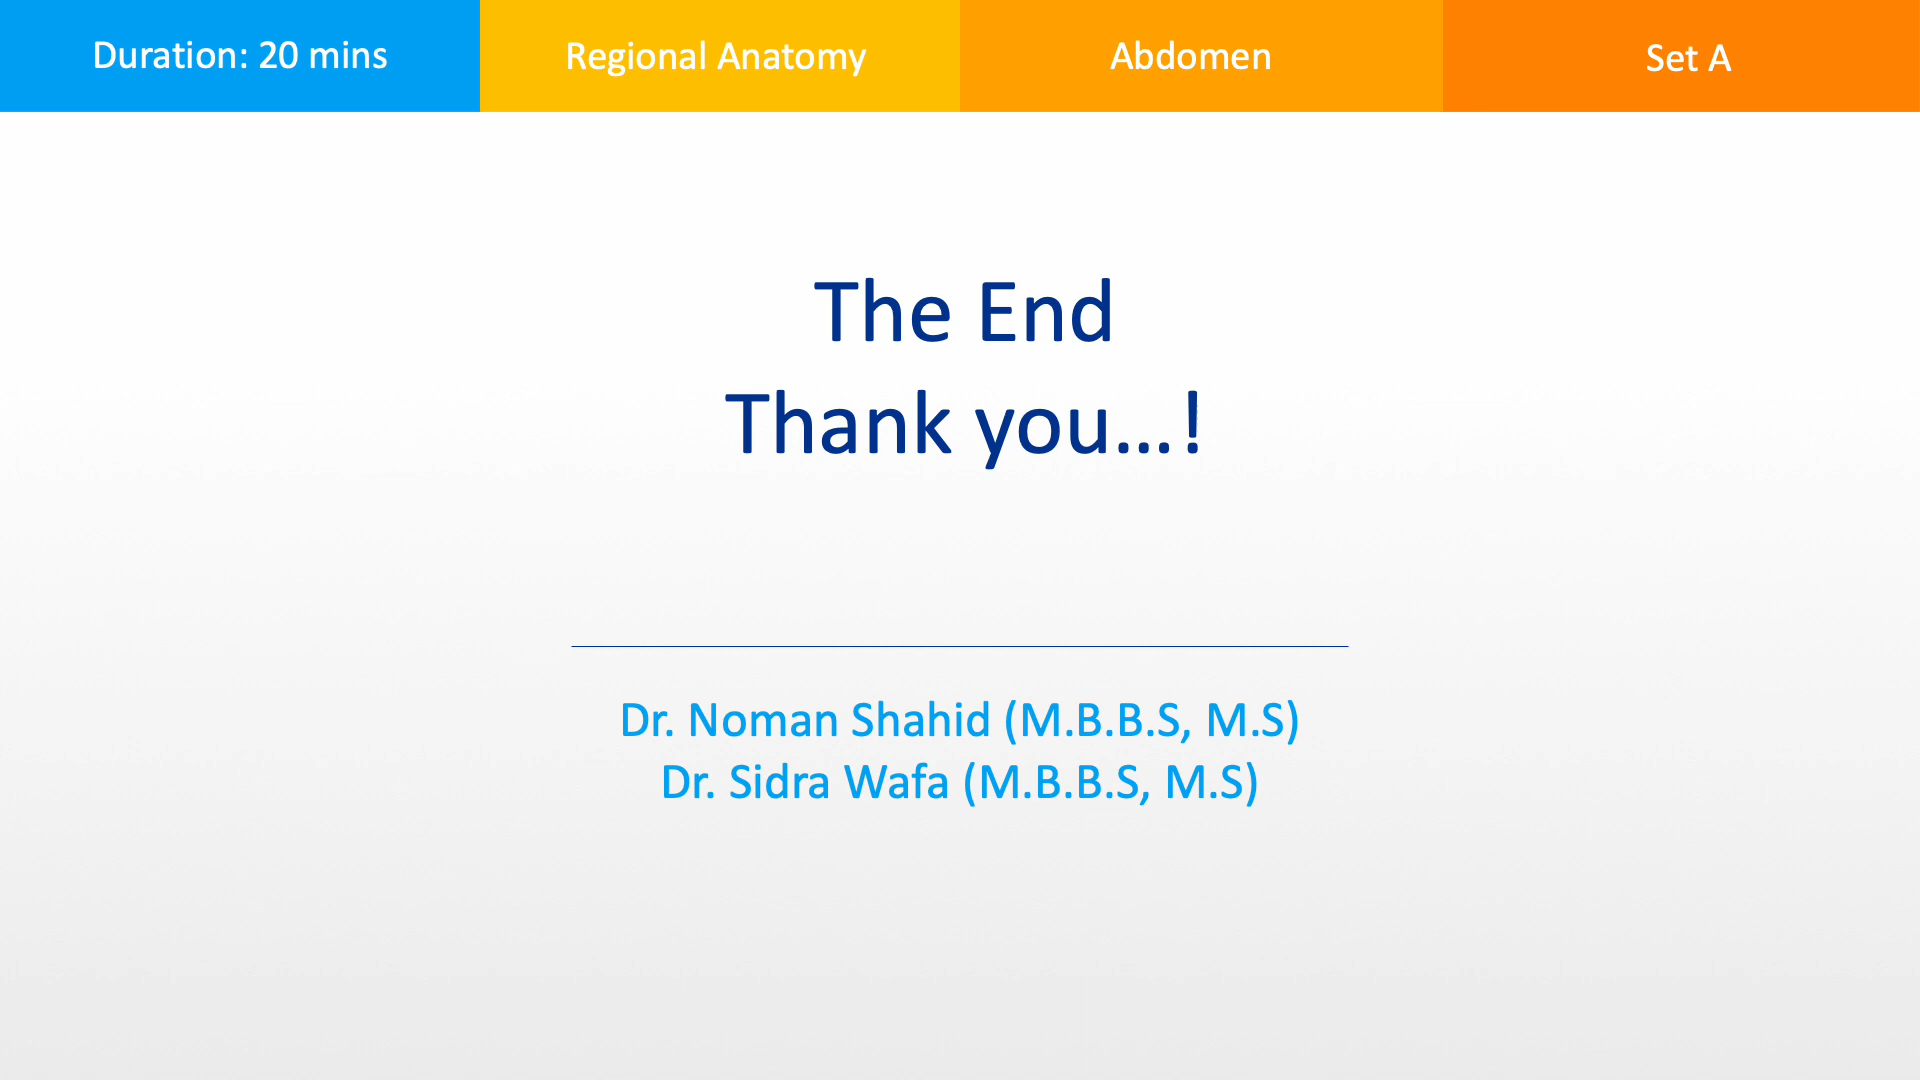 Duration: 20 mins
Regional Anatomy
Abdomen
Set A
The End
Thank you...!
Dr. Noman Shahid (M.B.B.S, M.S)
Dr. Sidra Wafa (M.B.B.S, M.S)